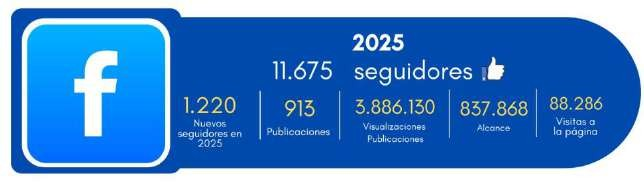 2025
11.675 seguidores
1.220
Nuevos
seguidores en
2025
913
Publicaciones
3.886.130
Visualizaciones
Publicaciones
837.868
Alcance
88.286
Visitas a
la página